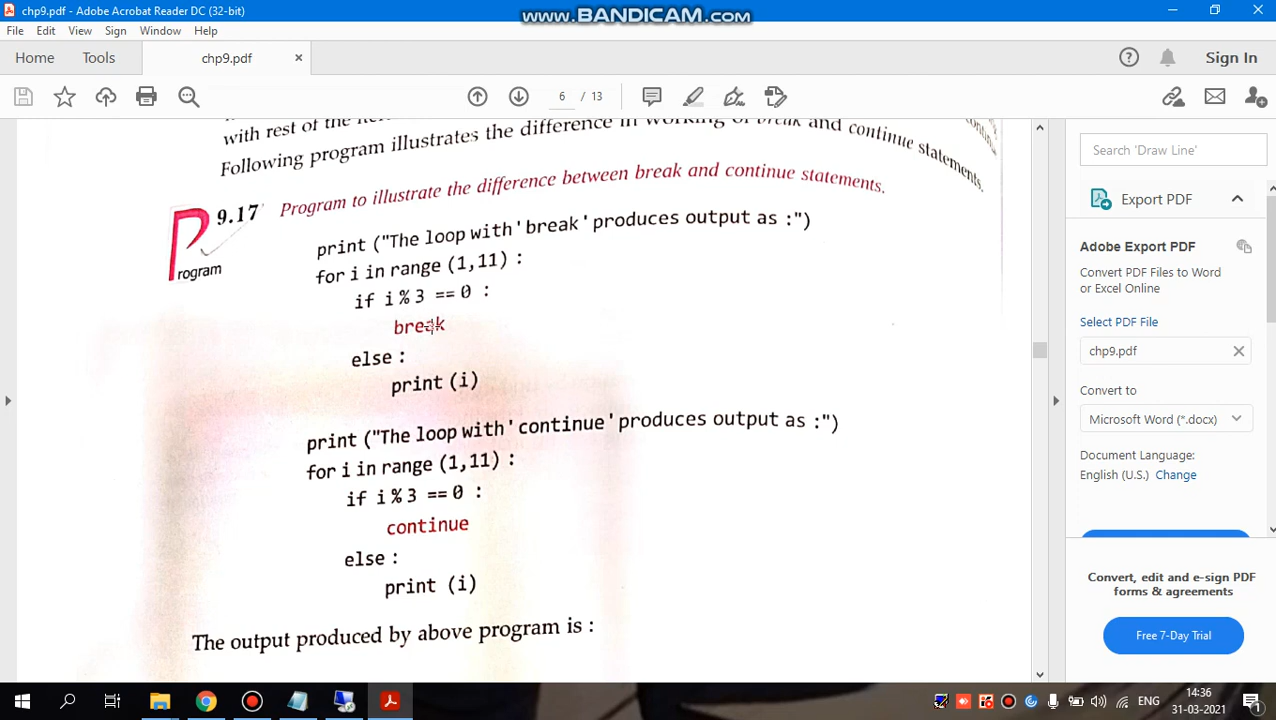 chp9.pdf - Adobe Acrobat Reader DC (32-bit)
www.BANDICAM.com
File Edit View Sign Window Help
Home Tools chp9.pdf × Sign In
6 / 13
with rest of the
Following program illustrates the difference in working of break and continue statements.
Program 9.17 Program to illustrate the difference between break and continue statements.
print ("The loop with 'break' produces output as :")
for i in range (1,11) :
if i % 3 == 0 :
break
else :
print (i)
print ("The loop with 'continue' produces output as :")
for i in range (1,11) :
if i % 3 == 0 :
continue
else :
print (i)
The output produced by above program is :
Search 'Draw Line'
Export PDF
Adobe Export PDF
Convert PDF Files to Word
or Excel Online
Select PDF File
chp9.pdf
Convert to
Microsoft Word (*.docx)
Document Language:
English (U.S.) Change
Convert, edit and e-sign PDF
forms & agreements
Free 7-Day Trial
ENG
14:36
31-03-2021